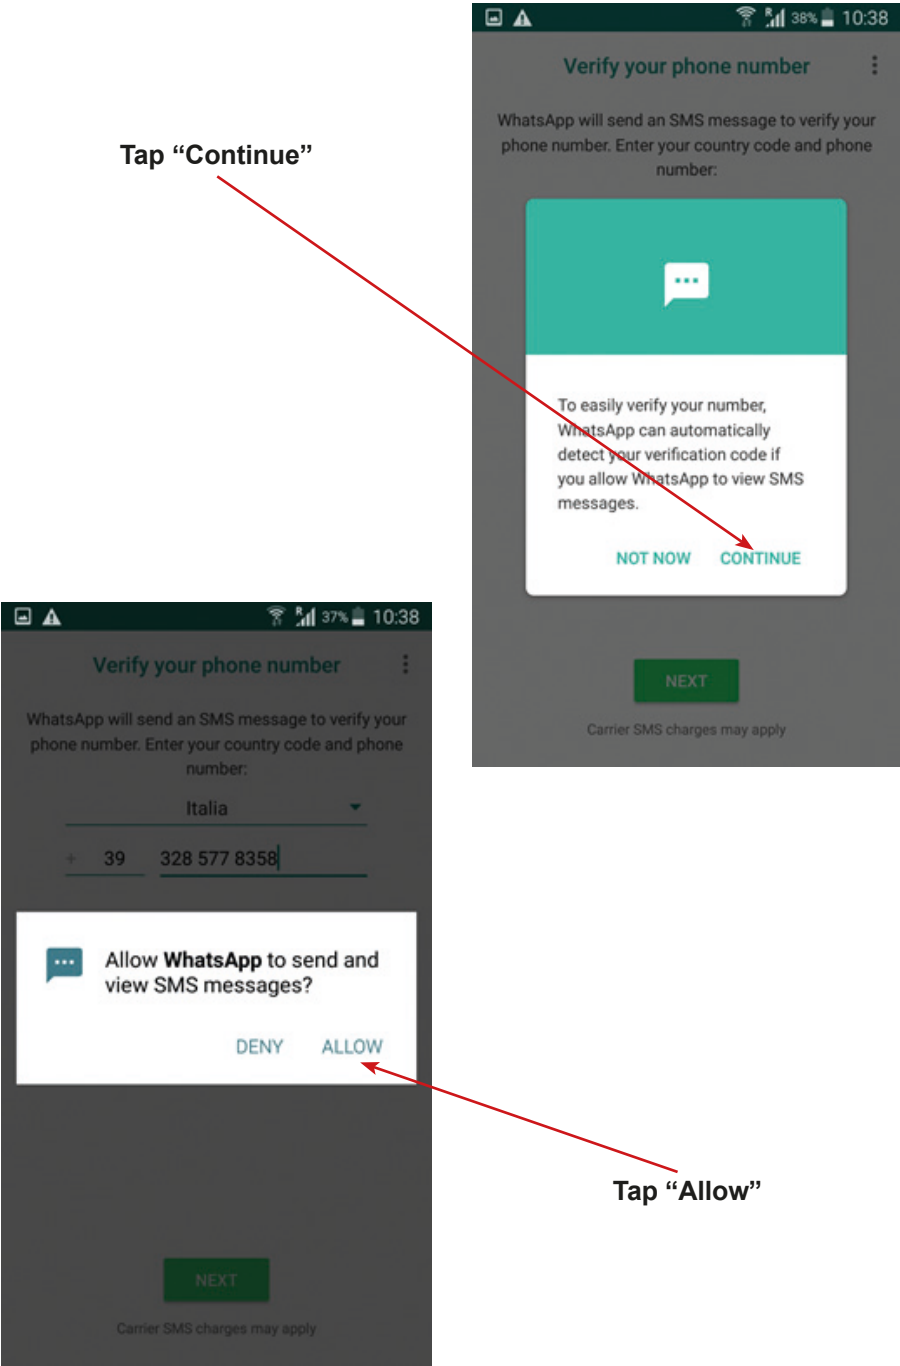 R 38% 10:38
Verify your phone number
WhatsApp will send an SMS message to verify your
phone number. Enter your country code and phone
number:
Tap “Continue”
To easily verify your number,
WhatsApp can automatically
detect your verification code if
you allow WhatsApp to view SMS
messages.
NOT NOW CONTINUE
NEXT
Carrier SMS charges may apply
R 37% 10:38
Verify your phone number
WhatsApp will send an SMS message to verify your
phone number. Enter your country code and phone
number:
Italia
+ 39 328 577 8358
Allow WhatsApp to send and
view SMS messages?
DENY ALLOW
Tap “Allow”
NEXT
Carrier SMS charges may apply